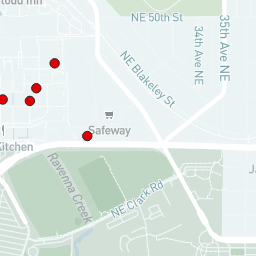 Inn
NE 50th St
35th Ave NE
34th Ave NE
NE Blakeley St
Safeway
Kitchen
Ravenna Creek
NE Clark Rd